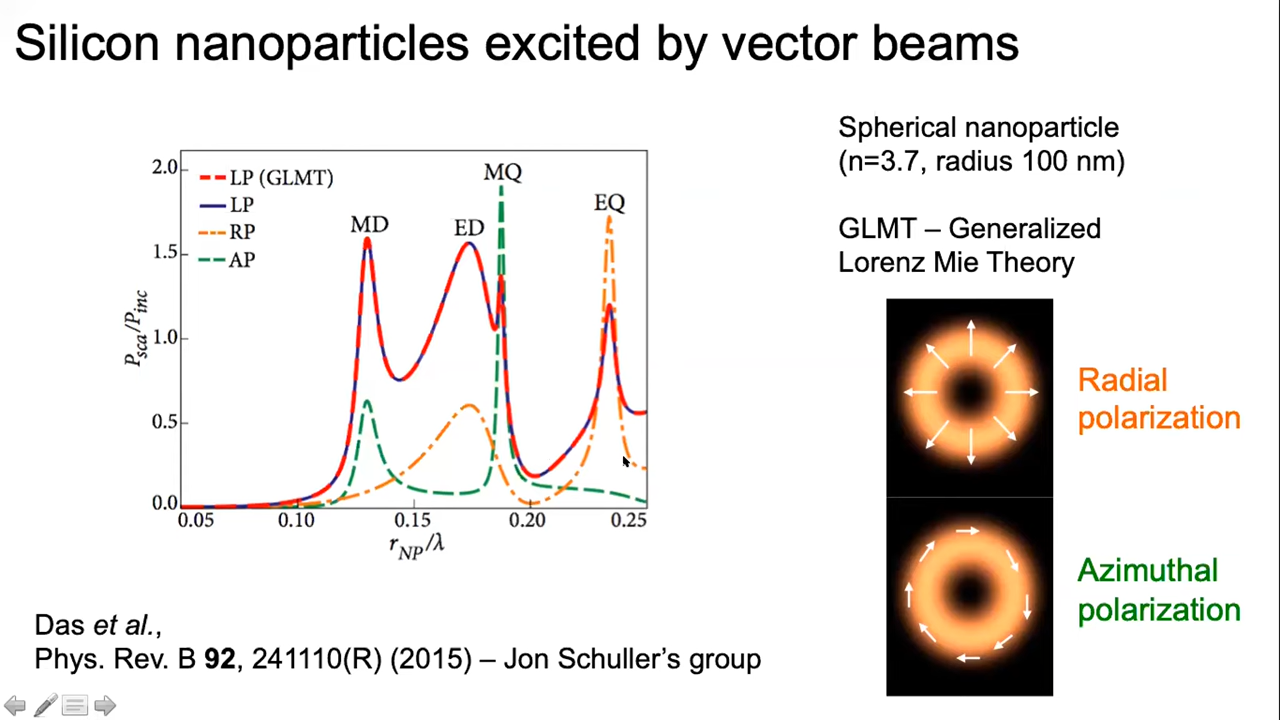 Silicon nanoparticles excited by vector beams
2.0
1.5
1.0
0.5
0.0
P_sca/P_inc
LP (GLMT)
LP
RP
AP
MD
ED
MQ
EQ
0.05
0.10
0.15
0.20
0.25
r_NP/λ
Spherical nanoparticle
(n=3.7, radius 100 nm)
GLMT – Generalized
Lorenz Mie Theory
Radial
polarization
Azimuthal
polarization
Das et al.,
Phys. Rev. B 92, 241110(R) (2015) – Jon Schuller's group